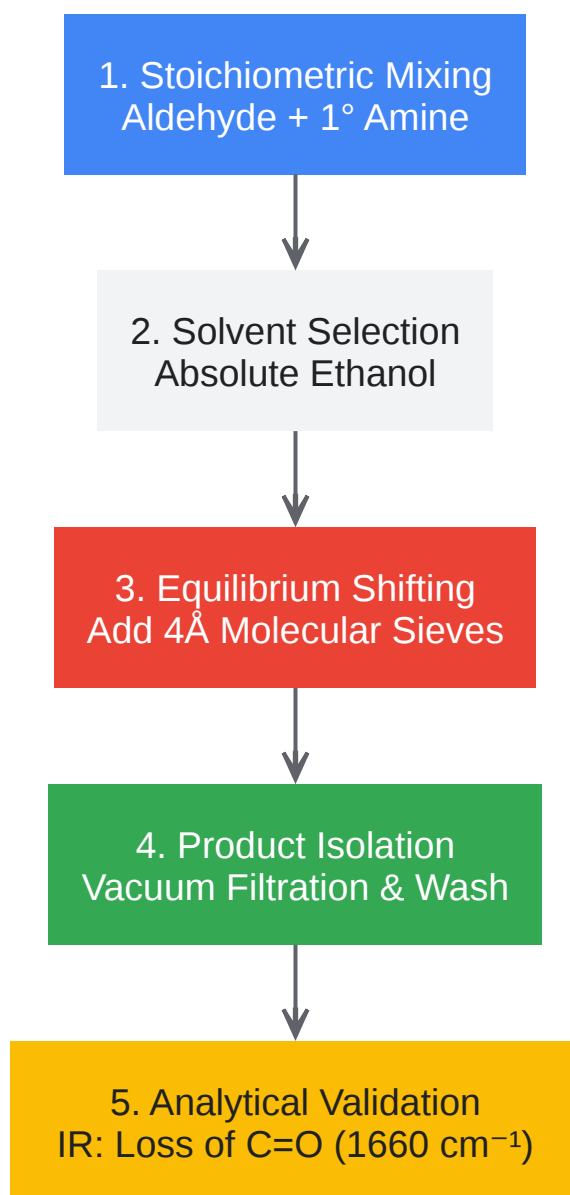 1. Stoichiometric Mixing
Aldehyde + 1° Amine
2. Solvent Selection
Absolute Ethanol
3. Equilibrium Shifting
Add 4Å Molecular Sieves
4. Product Isolation
Vacuum Filtration & Wash
5. Analytical Validation
IR: Loss of C=O (1660 cm⁻¹)